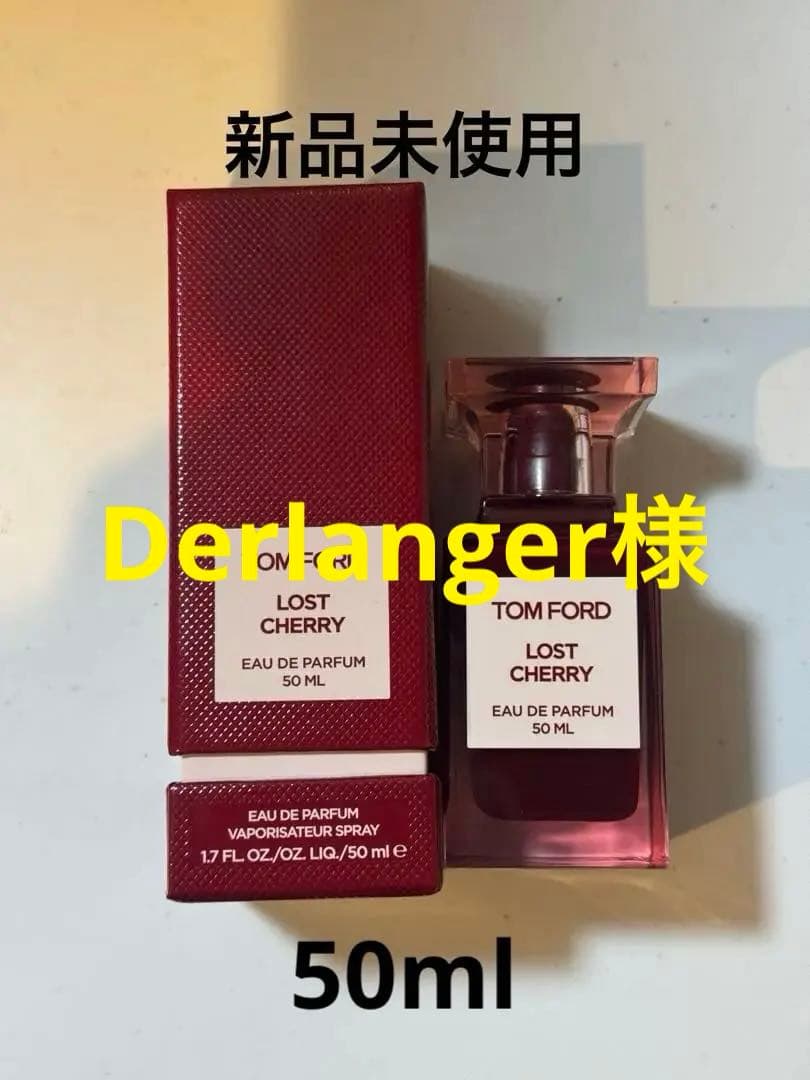 新品未使用
Derlanger様
TOM FORD
LOST
CHERRY
EAU DE PARFUM
50 ML
EAU DE PARFUM
VAPORISATEUR SPRAY
1.7 FL. OZ./OZ. LIQ./50 ml ℮
TOM FORD
LOST
CHERRY
EAU DE PARFUM
50 ML
50ml